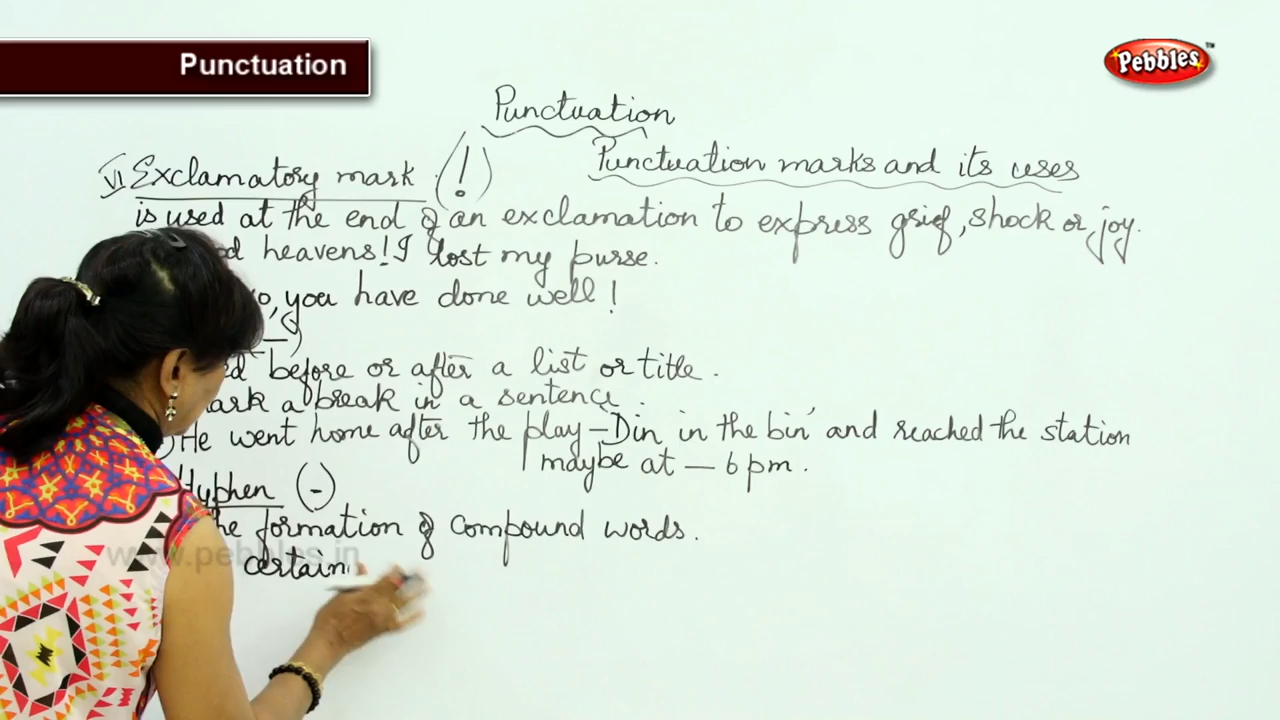 Punctuation
Pebbles™
Punctuation
Punctuation marks and its uses
VI Exclamatory mark (!)
is used at the end of an exclamation to express grief, shock or joy.
heavens! I lost my purse.
you have done well!
(—)
before or after a list or title.
a break in a sentence.
He went home after the play – Din in the bin' and reached the station
maybe at — 6 pm.
Hyphen (-)
formation of compound words.
certain
www.pebbles.in